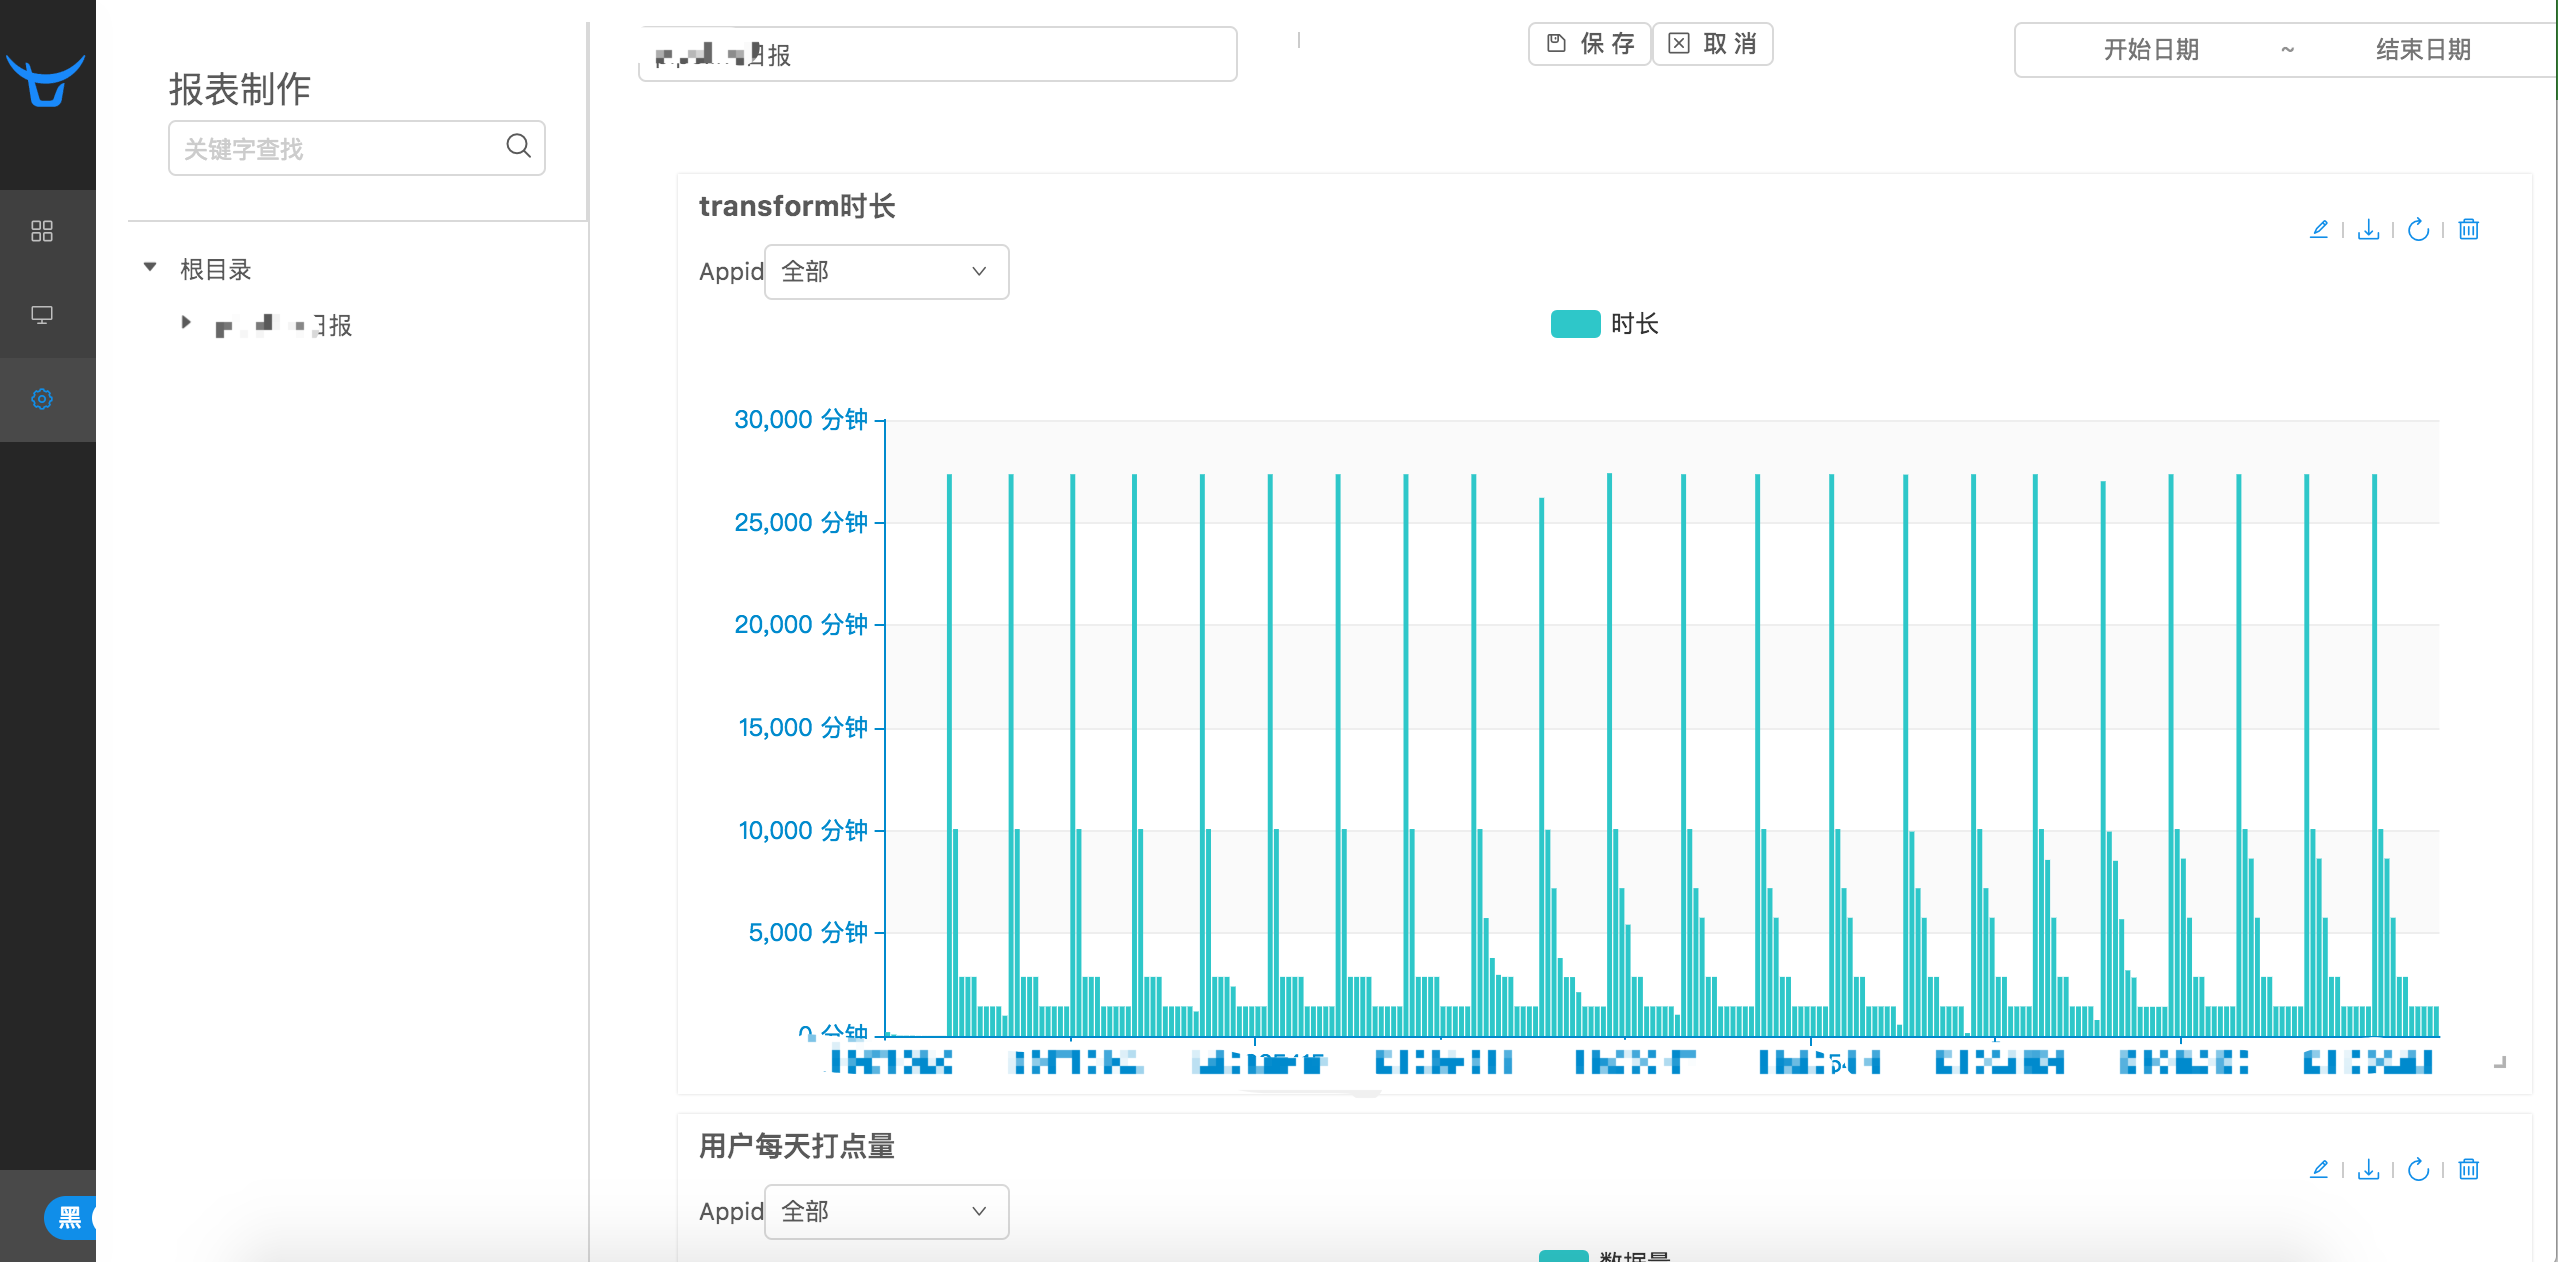 日报
保 存
取 消
开始日期 ~ 结束日期
报表制作
关键字查找
根目录
日报
transform时长
Appid 全部
时长
30,000 分钟
25,000 分钟
20,000 分钟
15,000 分钟
10,000 分钟
5,000 分钟
0 分钟
用户每天打点量
Appid 全部
数据量
黑